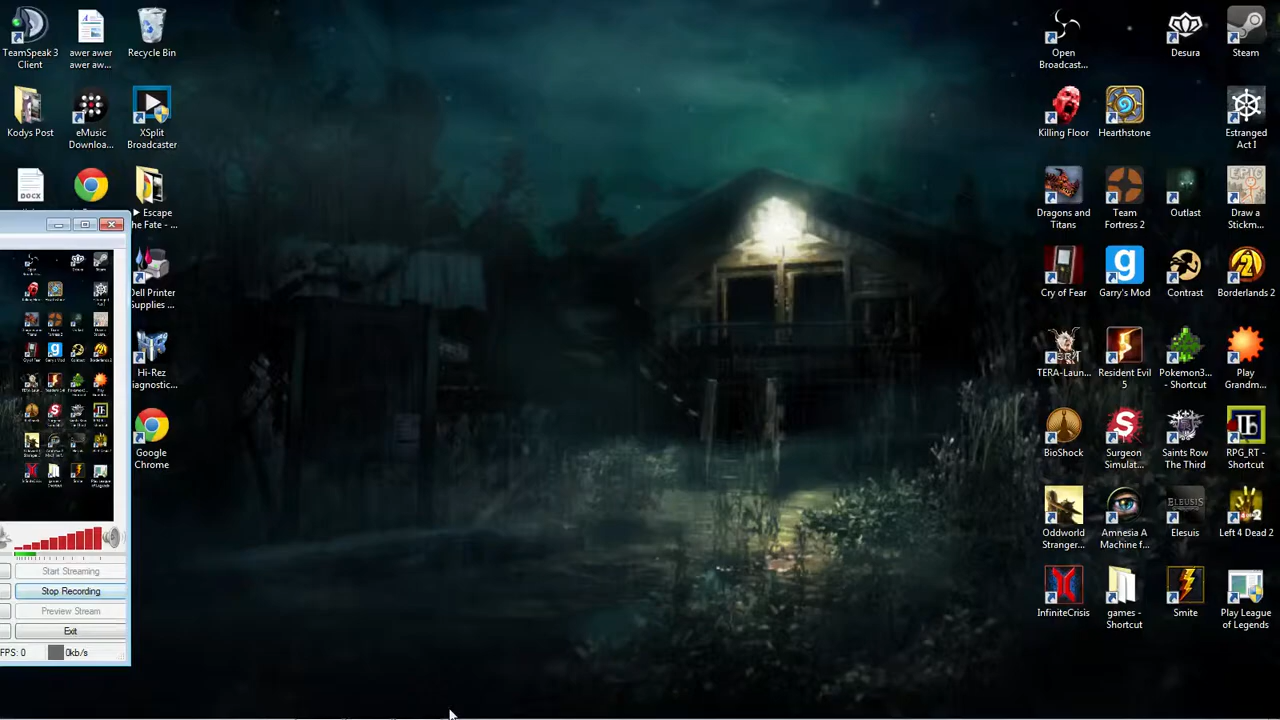 TeamSpeak 3
Client
awer awer
awer aw...
Recycle Bin
Kodys Post
eMusic
Downloa...
XSplit
Broadcaster
DOCX
Escape
the Fate - ...
Dell Printer
Supplies ...
Hi-Rez
Diagnostic...
Google
Chrome
Start Streaming
Stop Recording
Preview Stream
Exit
FPS: 0
0kb/s
Open
Broadcast...
Desura
Steam
Killing Floor
Hearthstone
Estranged
Act I
Dragons and
Titans
Team
Fortress 2
Outlast
EPIC
Draw a
Stickm...
Cry of Fear
Garry's Mod
Contrast
Borderlands 2
TERA-Laun...
Resident Evil
5
Pokemon3...
- Shortcut
Play
Grandm...
BioShock
Surgeon
Simulat...
Saints Row
The Third
RPG_RT -
Shortcut
Oddworld
Stranger...
Amnesia A
Machine f...
ELEUSIS
Elesuis
Left 4 Dead 2
InfiniteCrisis
games -
Shortcut
Smite
Play League
of Legends